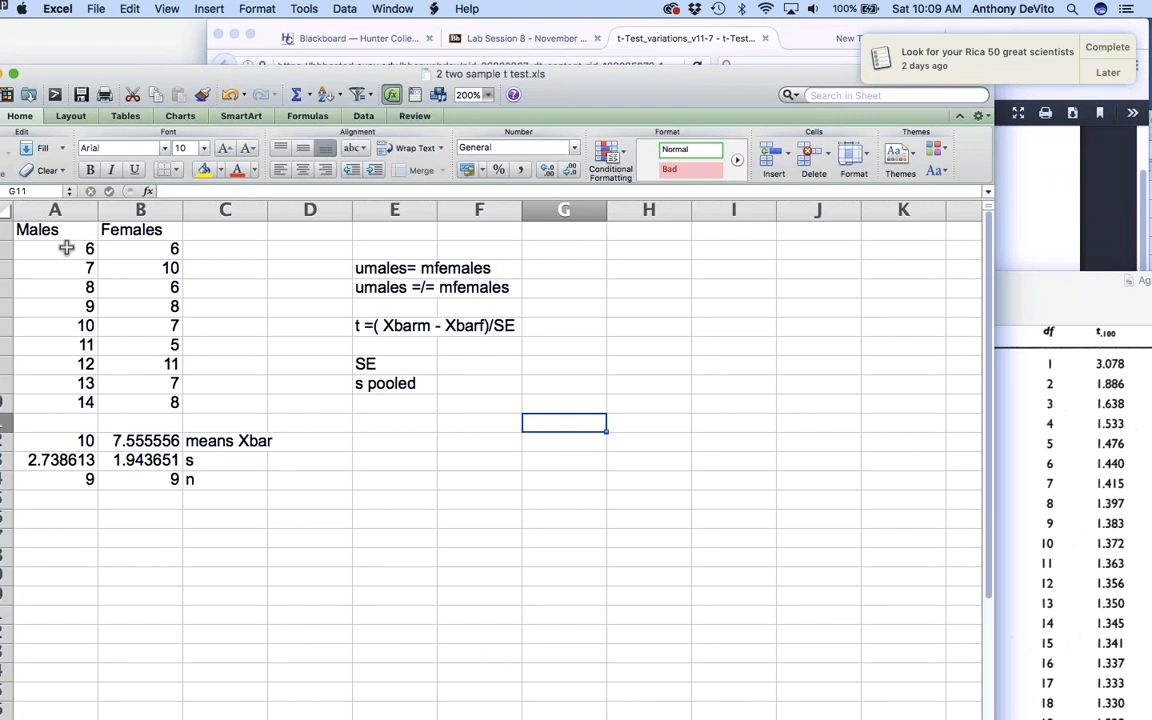 Excel File Edit View Insert Format Tools Data Window Help 100% Sat 10:09 AM Anthony DeVito
Blackboard — Hunter Colle... × Lab Session 8 - November ... × t-Test_variations_v11-7 - t-Test... × New T
Look for your Rica 50 great scientists
2 days ago
Complete
Later
2 two sample t test.xls
200% Search in Sheet
Home Layout Tables Charts SmartArt Formulas Data Review
Edit Font Alignment Number Format Cells Themes
Fill Arial 10 abc Wrap Text General Normal
Clear B I U A Merge % Bad Conditional Formatting Insert Delete Format Themes Aa
G11 fx
A B C D E F G H I J K
Males Females
6 6
7 10 umales= mfemales
8 6 umales =/= mfemales
9 8
10 7 t =( Xbarm - Xbarf)/SE
11 5
12 11 SE
13 7 s pooled
14 8
10 7.555556 means Xbar
2.738613 1.943651 s
9 9 n
Ag
df t.100
1 3.078
2 1.886
3 1.638
4 1.533
5 1.476
6 1.440
7 1.415
8 1.397
9 1.383
10 1.372
11 1.363
12 1.356
13 1.350
14 1.345
15 1.341
16 1.337
17 1.333
18 1.330